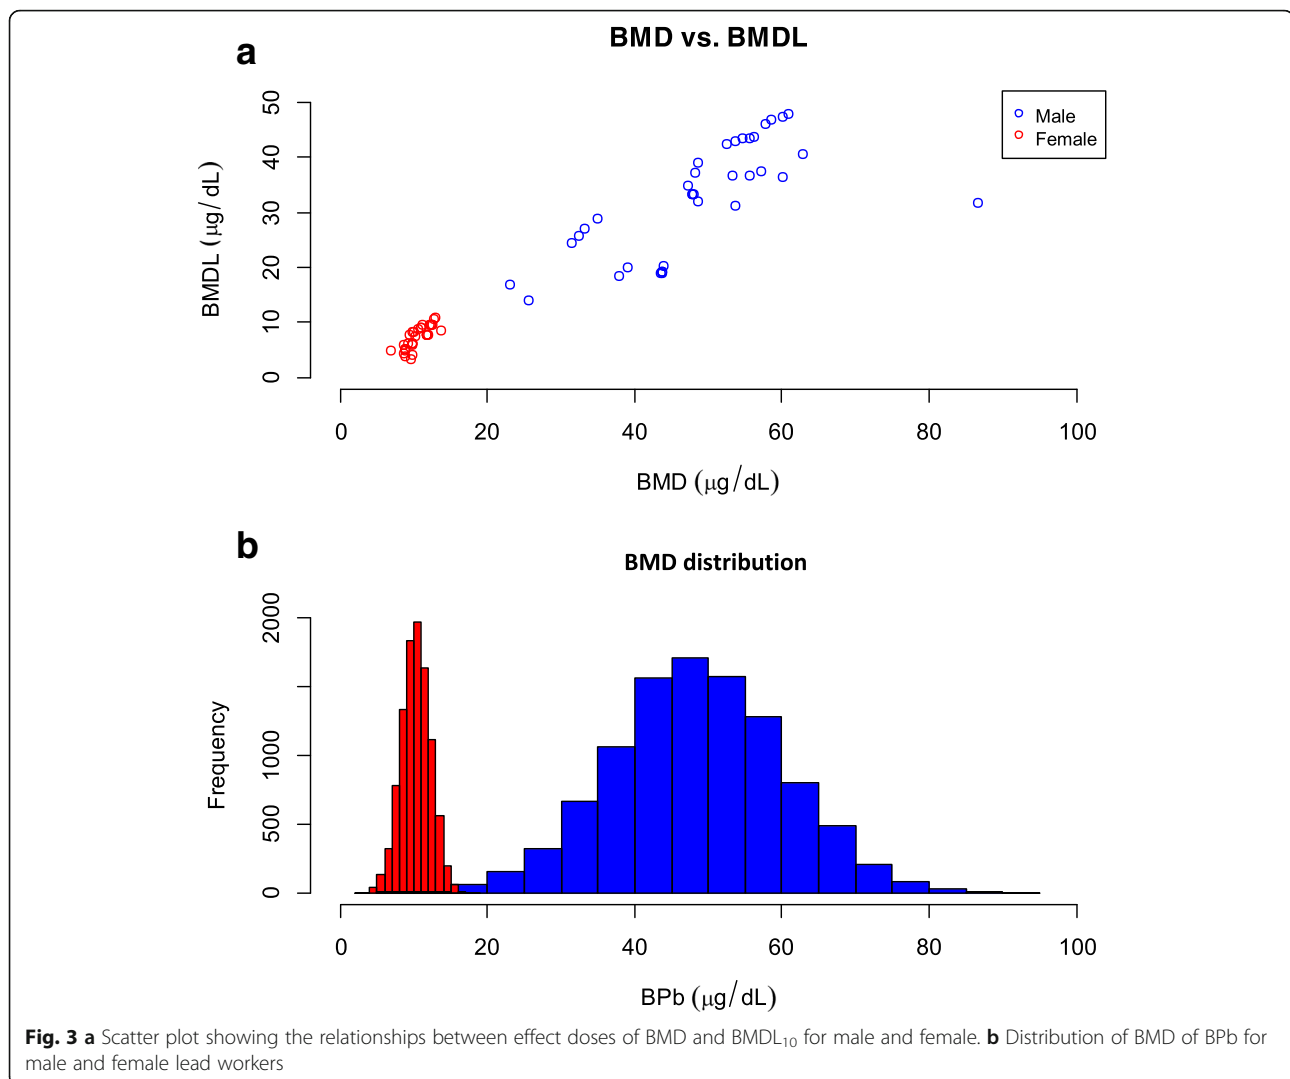 a
BMD vs. BMDL
50
40
30
20
10
0
BMDL (µg/dL)
Male
Female
0 20 40 60 80 100
BMD (µg/dL)
b
BMD distribution
2000
1000
500
0
Frequency
0 20 40 60 80 100
BPb (µg/dL)
Fig. 3 a Scatter plot showing the relationships between effect doses of BMD and BMDL₁₀ for male and female. b Distribution of BMD of BPb for
male and female lead workers